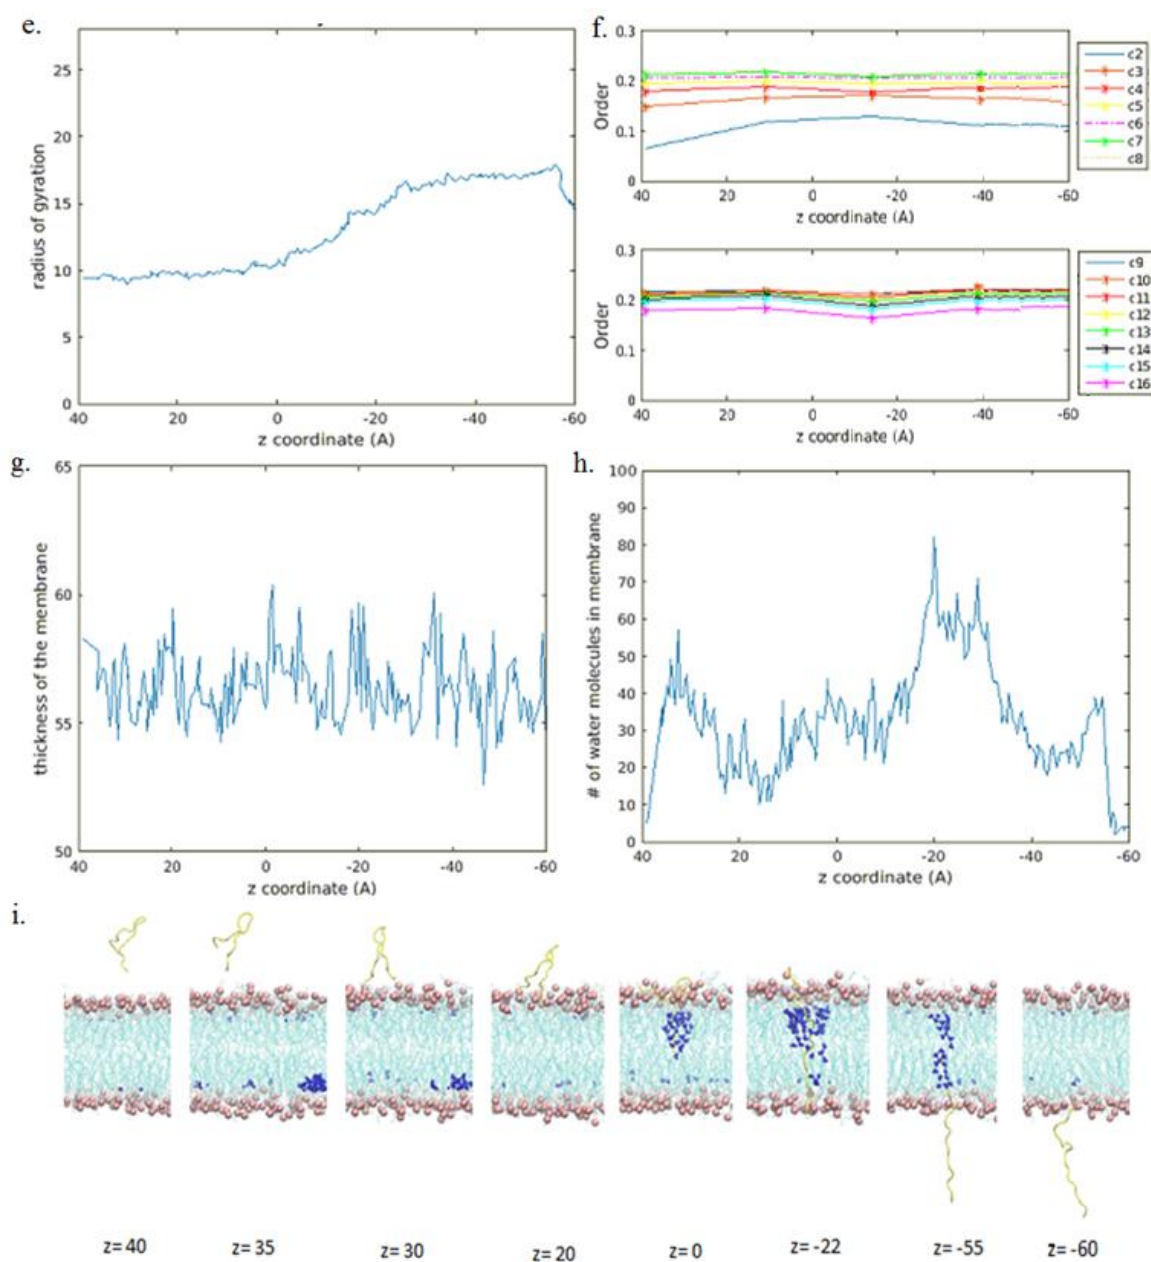 e.
radius of gyration
25
20
15
10
5
0
40 20 0 -20 -40 -60
z coordinate (A)
f.
Order
0.3
0.2
0.1
0
40 20 0 -20 -40 -60
z coordinate (A)
c2
c3
c4
c5
c6
c7
c8
Order
0.3
0.2
0.1
0
40 20 0 -20 -40 -60
z coordinate (A)
c9
c10
c11
c12
c13
c14
c15
c16
g.
thickness of the membrane
65
60
55
50
40 20 0 -20 -40 -60
z coordinate (A)
h.
# of water molecules in membrane
100
90
80
70
60
50
40
30
20
10
0
40 20 0 -20 -40 -60
z coordinate (A)
i.
z= 40 z= 35 z= 30 z= 20 z= 0 z= -22 z= -55 z= -60